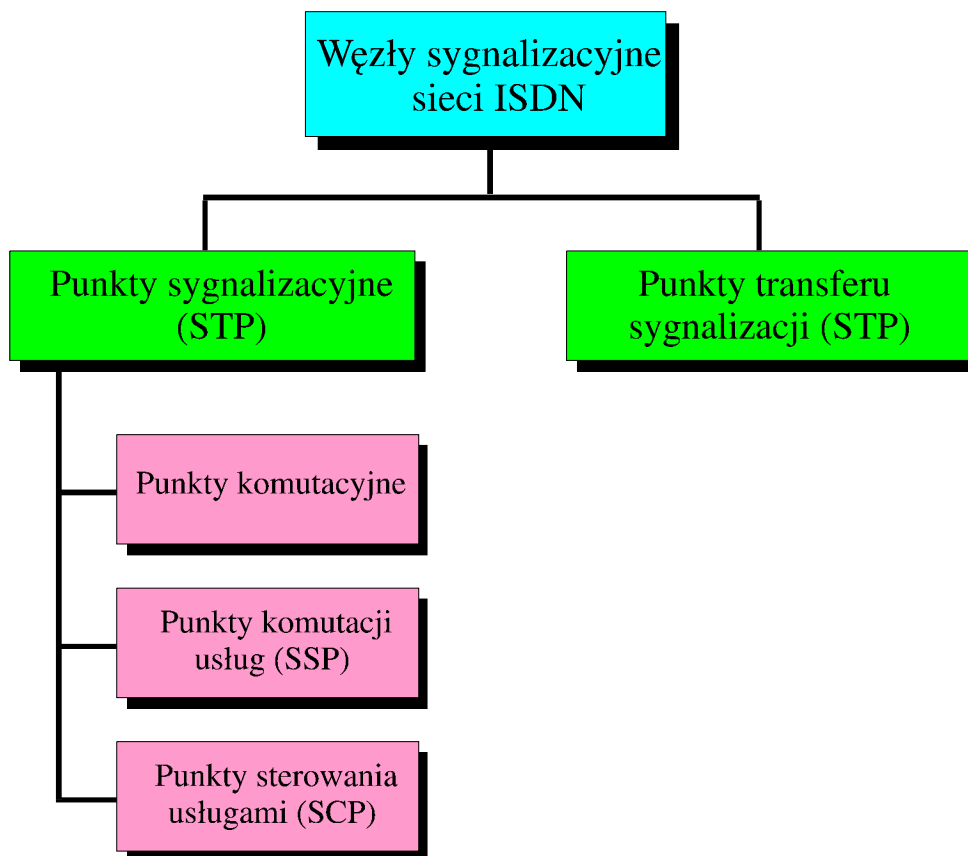 Węzły sygnalizacyjne
sieci ISDN
Punkty sygnalizacyjne
(STP)
Punkty transferu
sygnalizacji (STP)
Punkty komutacyjne
Punkty komutacji
usług (SSP)
Punkty sterowania
usługami (SCP)